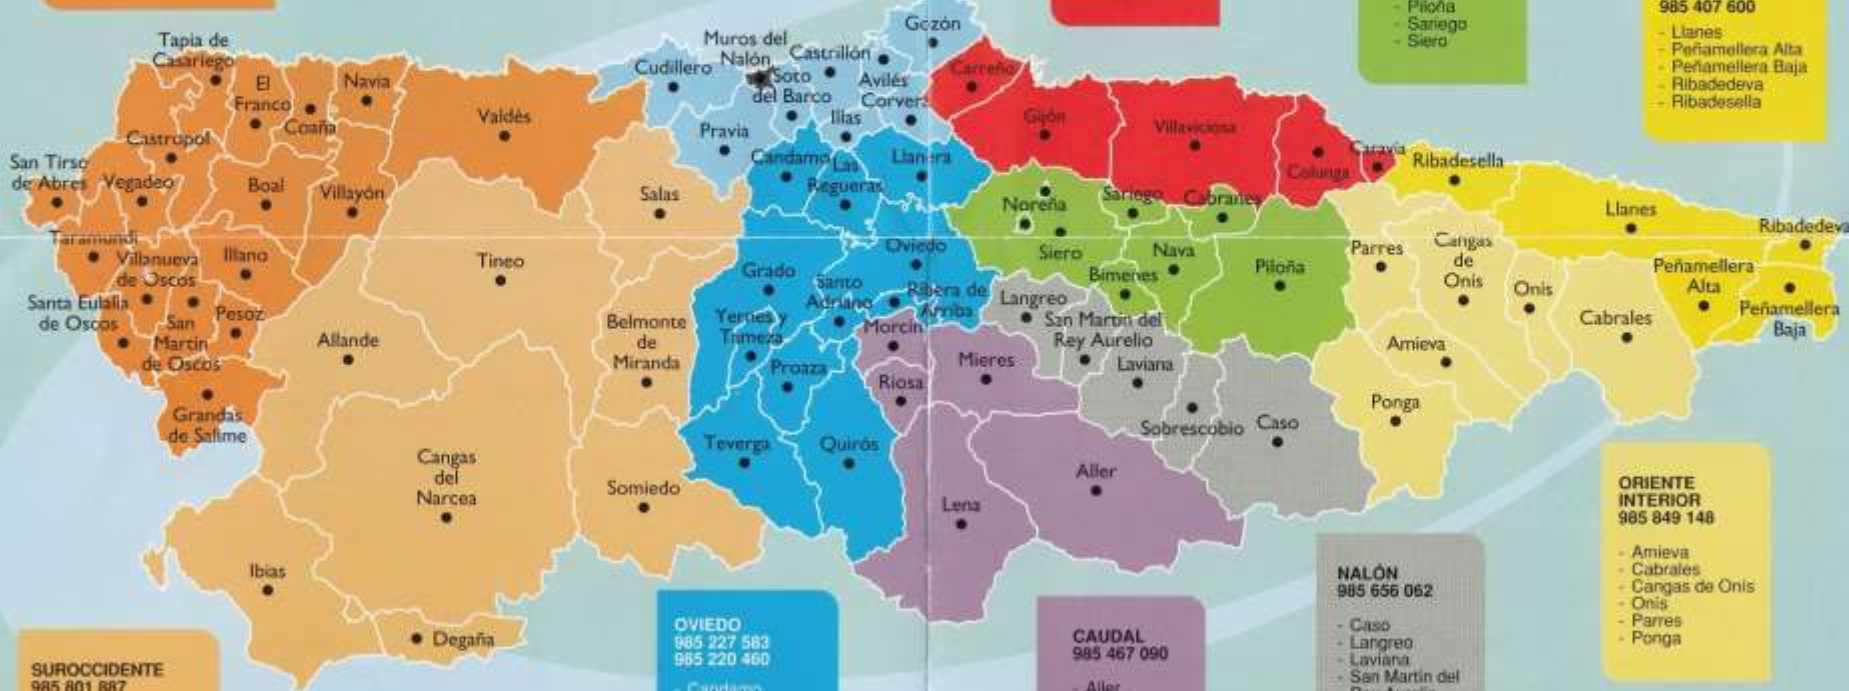 985 407 600
- Llanes
- Peñamellera Alta
- Peñamellera Baja
- Ribadedeva
- Ribadesella
- Piloña
- Sariego
- Siero
Gozón
Tapia de
Casariego
Muros del
Nalón
Castrillón
Cudillero
Soto
del Barco
Avilés
Corvera
Carreño
El
Franco
Navia
Coaña
Valdés
Illas
Gijón
Villaviciosa
Castropol
Pravia
Candamo
Las
Regueras
Llanera
Caravia
Colunga
Ribadesella
San Tirso
de Abres
Vegadeo
Boal
Villayón
Salas
Noreña
Sariego
Cabranes
Llanes
Ribadedeva
Taramundi
Villanueva
de Oscos
Illano
Tineo
Oviedo
Siero
Nava
Parres
Cangas
de
Onís
Grado
Santo
Adriano
Bimenes
Piloña
Peñamellera
Alta
Santa Eulalia
de Oscos
San
Martín
de Oscos
Pesoz
Ribera de
Arriba
Langreo
Onís
Peñamellera
Baja
Belmonte
de
Miranda
Yernes y
Tameza
Morcín
San Martín del
Rey Aurelio
Cabrales
Allande
Proaza
Mieres
Laviana
Amieva
Riosa
Grandas
de Salime
Ponga
Teverga
Quirós
Sobrescobio
Caso
Cangas
del
Narcea
Aller
Somiedo
Lena
Ibias
Degaña
ORIENTE
INTERIOR
985 849 148
- Amieva
- Cabrales
- Cangas de Onís
- Onís
- Parres
- Ponga
NALÓN
985 656 062
- Caso
- Langreo
- Laviana
- San Martín del
CAUDAL
985 467 090
- Aller
OVIEDO
985 227 583
985 220 460
- Candamo
SUROCCIDENTE
985 801 887